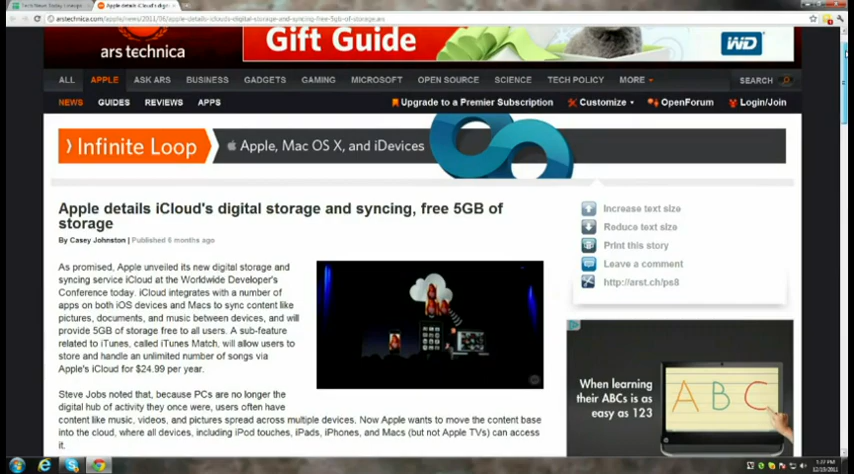 Apple details iCloud's di
arstechnica.com/apple/news/2011/06/apple-details-iclouds-digital-storage-and-syncing-free-5gb-of-storage.ars
ars technica
Gift Guide
WD
ALL APPLE ASK ARS BUSINESS GADGETS GAMING MICROSOFT OPEN SOURCE SCIENCE TECH POLICY MORE SEARCH
NEWS GUIDES REVIEWS APPS Upgrade to a Premier Subscription Customize OpenForum Login/Join
Infinite Loop Apple, Mac OS X, and iDevices
Apple details iCloud's digital storage and syncing, free 5GB of
storage
By Casey Johnston | Published 6 months ago
As promised, Apple unveiled its new digital storage and
syncing service iCloud at the Worldwide Developer's
Conference today. iCloud integrates with a number of
apps on both iOS devices and Macs to sync content like
pictures, documents, and music between devices, and will
provide 5GB of storage free to all users. A sub-feature
related to iTunes, called iTunes Match, will allow users to
store and handle an unlimited number of songs via
Apple's iCloud for $24.99 per year.
Steve Jobs noted that, because PCs are no longer the
digital hub of activity they once were, users often have
content like music, videos, and pictures spread across multiple devices. Now Apple wants to move the content base
into the cloud, where all devices, including iPod touches, iPads, iPhones, and Macs (but not Apple TVs) can access
it.
Increase text size
Reduce text size
Print this story
Leave a comment
http://arst.ch/ps8
When learning
their ABCs is as
easy as 123
A B C
5:07 PM
12/15/2011